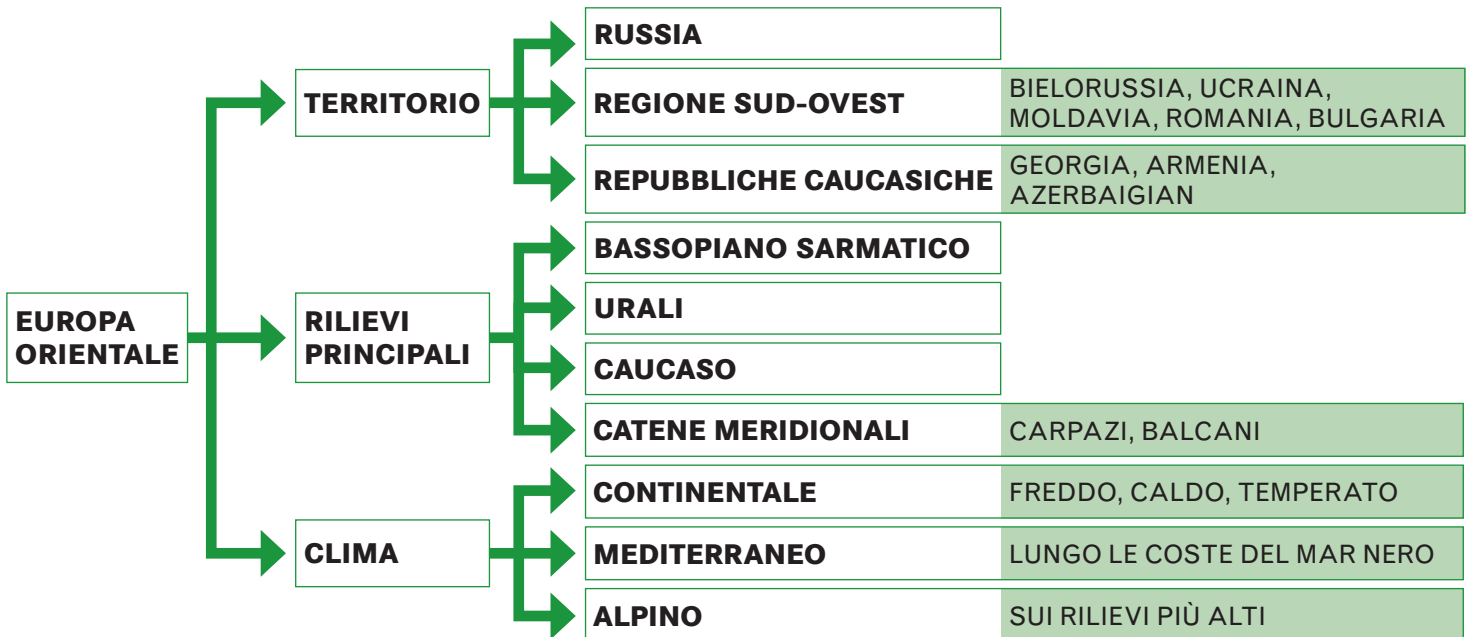 EUROPA
ORIENTALE
TERRITORIO
RUSSIA
REGIONE SUD-OVEST
BIELORUSSIA, UCRAINA,
MOLDAVIA, ROMANIA, BULGARIA
REPUBBLICHE CAUCASICHE
GEORGIA, ARMENIA,
AZERBAIGIAN
RILIEVI
PRINCIPALI
BASSOPIANO SARMATICO
URALI
CAUCASO
CATENE MERIDIONALI
CARPAZI, BALCANI
CLIMA
CONTINENTALE
FREDDO, CALDO, TEMPERATO
MEDITERRANEO
LUNGO LE COSTE DEL MAR NERO
ALPINO
SUI RILIEVI PIÙ ALTI